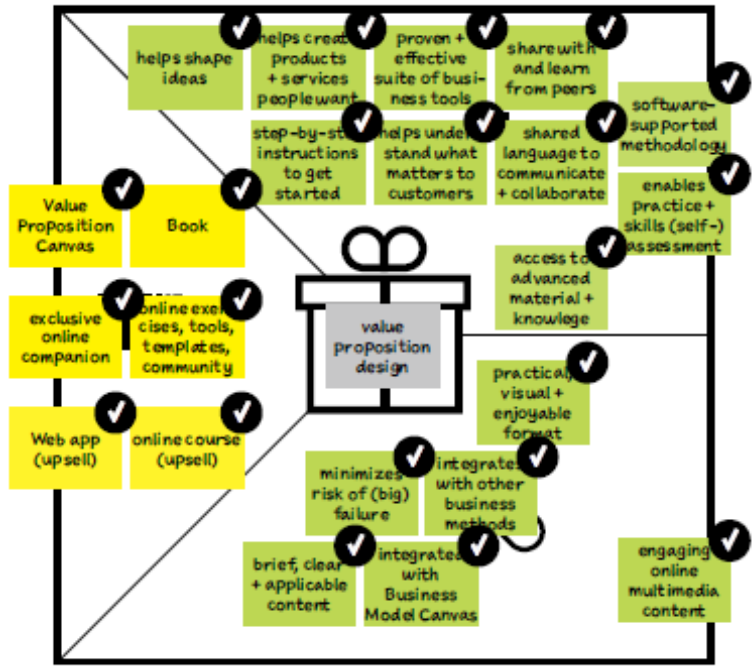 helps shape
ideas
helps create
products
+ services
people want
proven +
effective
suite of busi-
ness tools
share with
and learn
from peers
software-
supported
methodology
step-by-step
instructions
to get
started
helps under-
stand what
matters to
customers
shared
language to
communicate
+ collaborate
enables
practice +
skills (self-)
assessment
Value
Proposition
Canvas
Book
access to
advanced
material +
knowlege
exclusive
online
companion
online exer-
cises, tools,
templates,
community
value
proposition
design
practical,
visual +
enjoyable
format
Web app
(upsell)
online course
(upsell)
minimizes
risk of (big)
failure
integrates
with other
business
methods
brief, clear
+ applicable
content
integrated
with
Business
Model Canvas
engaging
online
multimedia
content